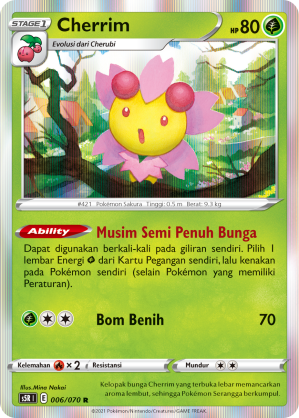 STAGE 1 Cherrim HP 80
Evolusi dari Cherubi
#421 Pokémon Sakura Tinggi: 0.5 m Berat: 9.3 kg
Ability Musim Semi Penuh Bunga
Dapat digunakan berkali-kali pada giliran sendiri. Pilih 1
lembar Energi dari Kartu Pegangan sendiri, lalu kenakan
pada Pokémon sendiri (selain Pokémon yang memiliki
Peraturan).
Bom Benih 70
Kelemahan ×2 Resistansi Mundur
Illus. Mina Nakai
s5R I E 006/070 R
Kelopak bunga Cherrim yang terbuka lebar memancarkan
aroma lembut, sehingga Pokémon Serangga berkumpul.
©2021 Pokémon/Nintendo/Creatures/GAME FREAK.